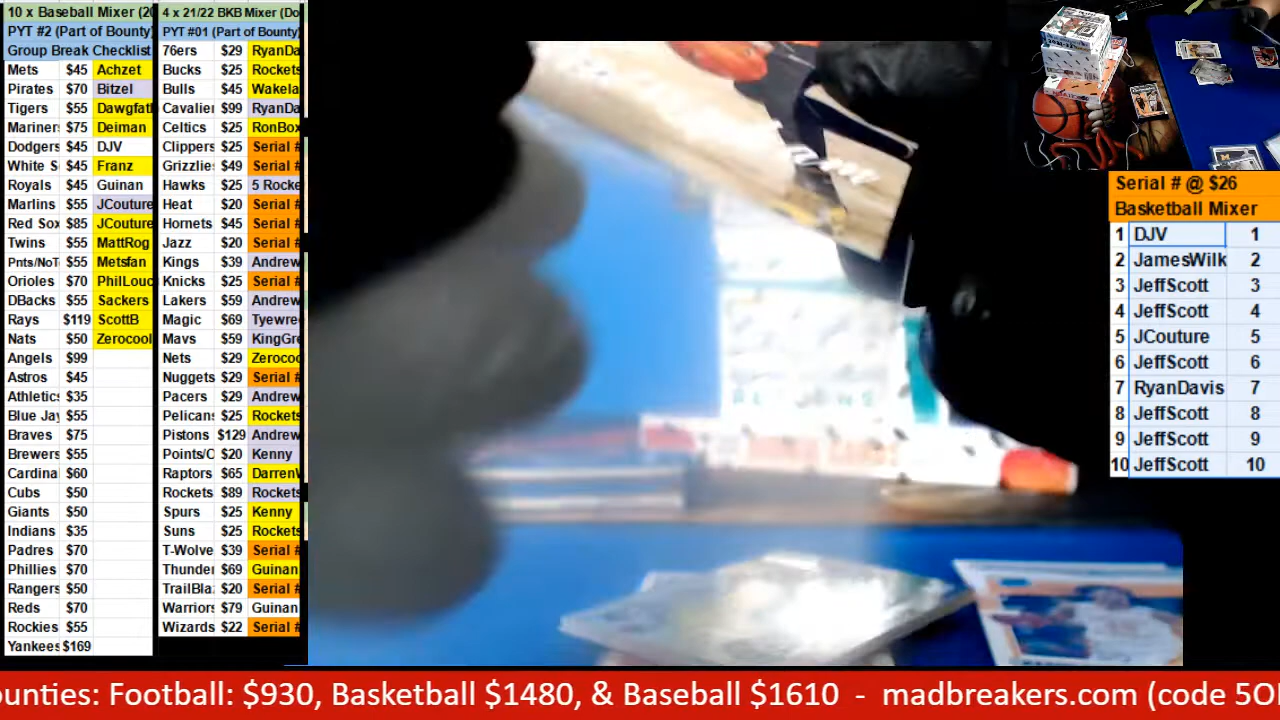 10 x Baseball Mixer (20
PYT #2 (Part of Bounty)
Group Break Checklist
Mets $45 Achzet
Pirates $70 Bitzel
Tigers $55 Dawgfath
Mariners $75 Deiman
Dodgers $45 DJV
White S $45 Franz
Royals $45 Guinan
Marlins $55 JCouture
Red Sox $85 JCouture
Twins $55 MattRog
Pnts/NoT $55 Metsfan
Orioles $70 PhilLouc
DBacks $55 Sackers
Rays $119 ScottB
Nats $50 Zerocool
Angels $99
Astros $45
Athletics $35
Blue Jay $55
Braves $75
Brewers $55
Cardina $60
Cubs $50
Giants $50
Indians $35
Padres $70
Phillies $70
Rangers $50
Reds $70
Rockies $55
Yankees $169
4 x 21/22 BKB Mixer (Do
PYT #01 (Part of Bounty)
76ers $29 RyanDa
Bucks $25 Rockets
Bulls $45 Wakela
Cavalier $99 RyanDa
Celtics $25 RonBox
Clippers $25 Serial #
Grizzlies $49 Serial #
Hawks $25 5 Rocke
Heat $20 Serial #
Hornets $45 Serial #
Jazz $20 Serial #
Kings $39 Andrew
Knicks $25 Serial #
Lakers $59 Andrew
Magic $69 Tyewre
Mavs $59 KingGre
Nets $29 Zerocoo
Nuggets $29 Serial #
Pacers $29 Andrew
Pelicans $25 Rockets
Pistons $129 Andrew
Points/O $20 Kenny
Raptors $65 DarrenW
Rockets $89 Rockets
Spurs $25 Kenny
Suns $25 Rockets
T-Wolve $39 Serial #
Thunder $69 Guinan
TrailBla $20 Serial #
Warriors $79 Guinan
Wizards $22 Serial #
Serial # @ $26
Basketball Mixer
1 DJV 1
2 JamesWilk 2
3 JeffScott 3
4 JeffScott 4
5 JCouture 5
6 JeffScott 6
7 RyanDavis 7
8 JeffScott 8
9 JeffScott 9
10 JeffScott 10
ounties: Football: $930, Basketball $1480, & Baseball $1610 - madbreakers.com (code 5O